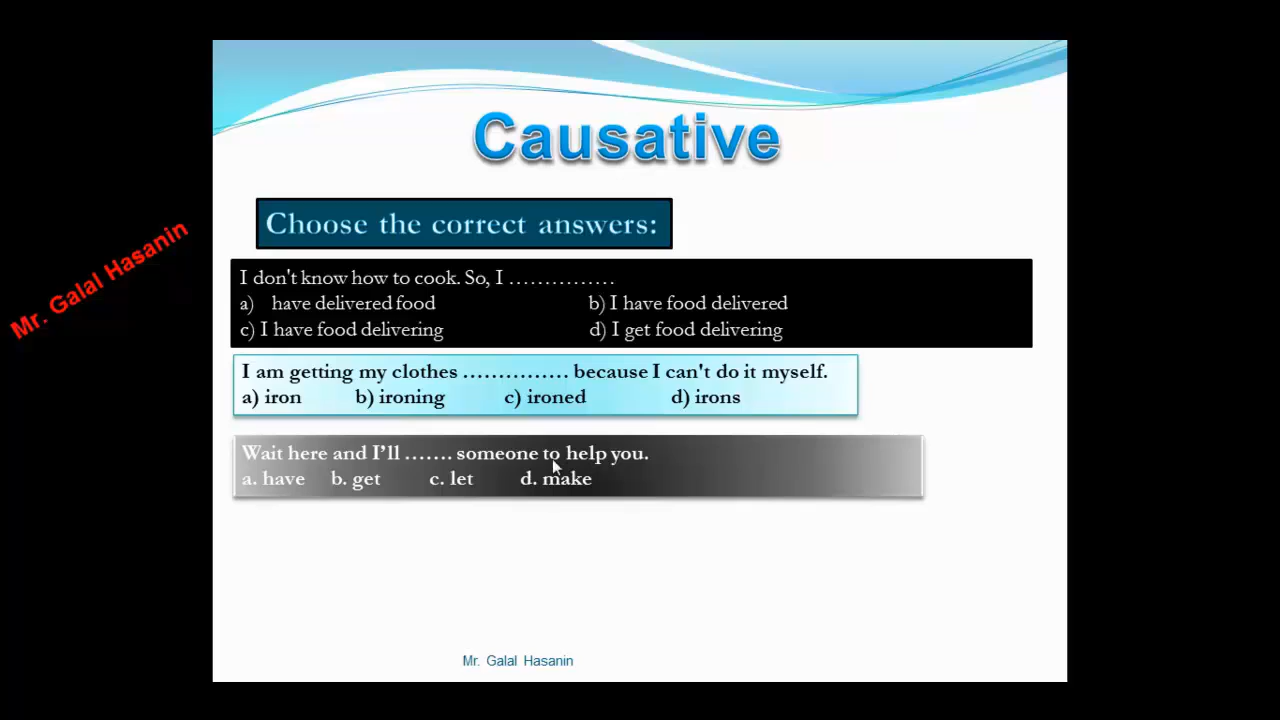 Causative
Choose the correct answers:
Mr. Galal Hasanin
I don't know how to cook. So, I ……………
a) have delivered food b) I have food delivered
c) I have food delivering d) I get food delivering
I am getting my clothes …………… because I can't do it myself.
a) iron b) ironing c) ironed d) irons
Wait here and I'll ……. someone to help you.
a. have b. get c. let d. make
Mr. Galal Hasanin